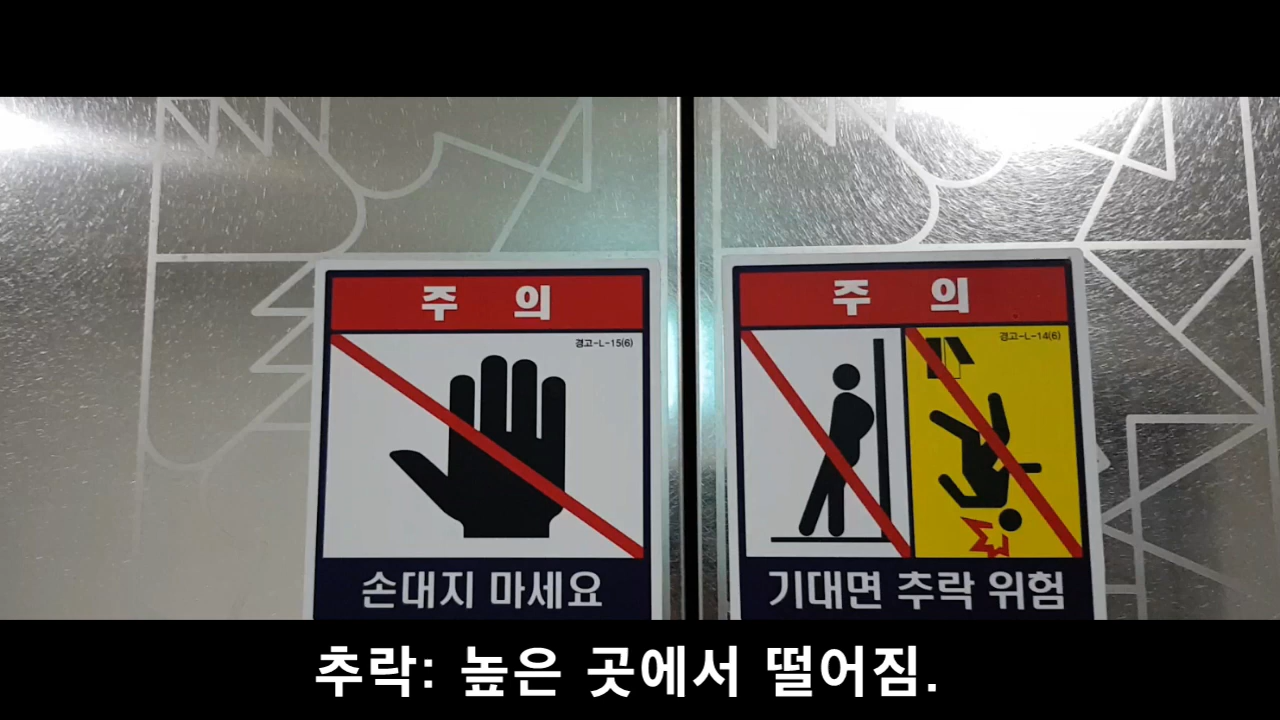 주 의
경고-L-15(6)
손대지 마세요
주 의
경고-L-14(6)
기대면 추락 위험
추락: 높은 곳에서 떨어짐.